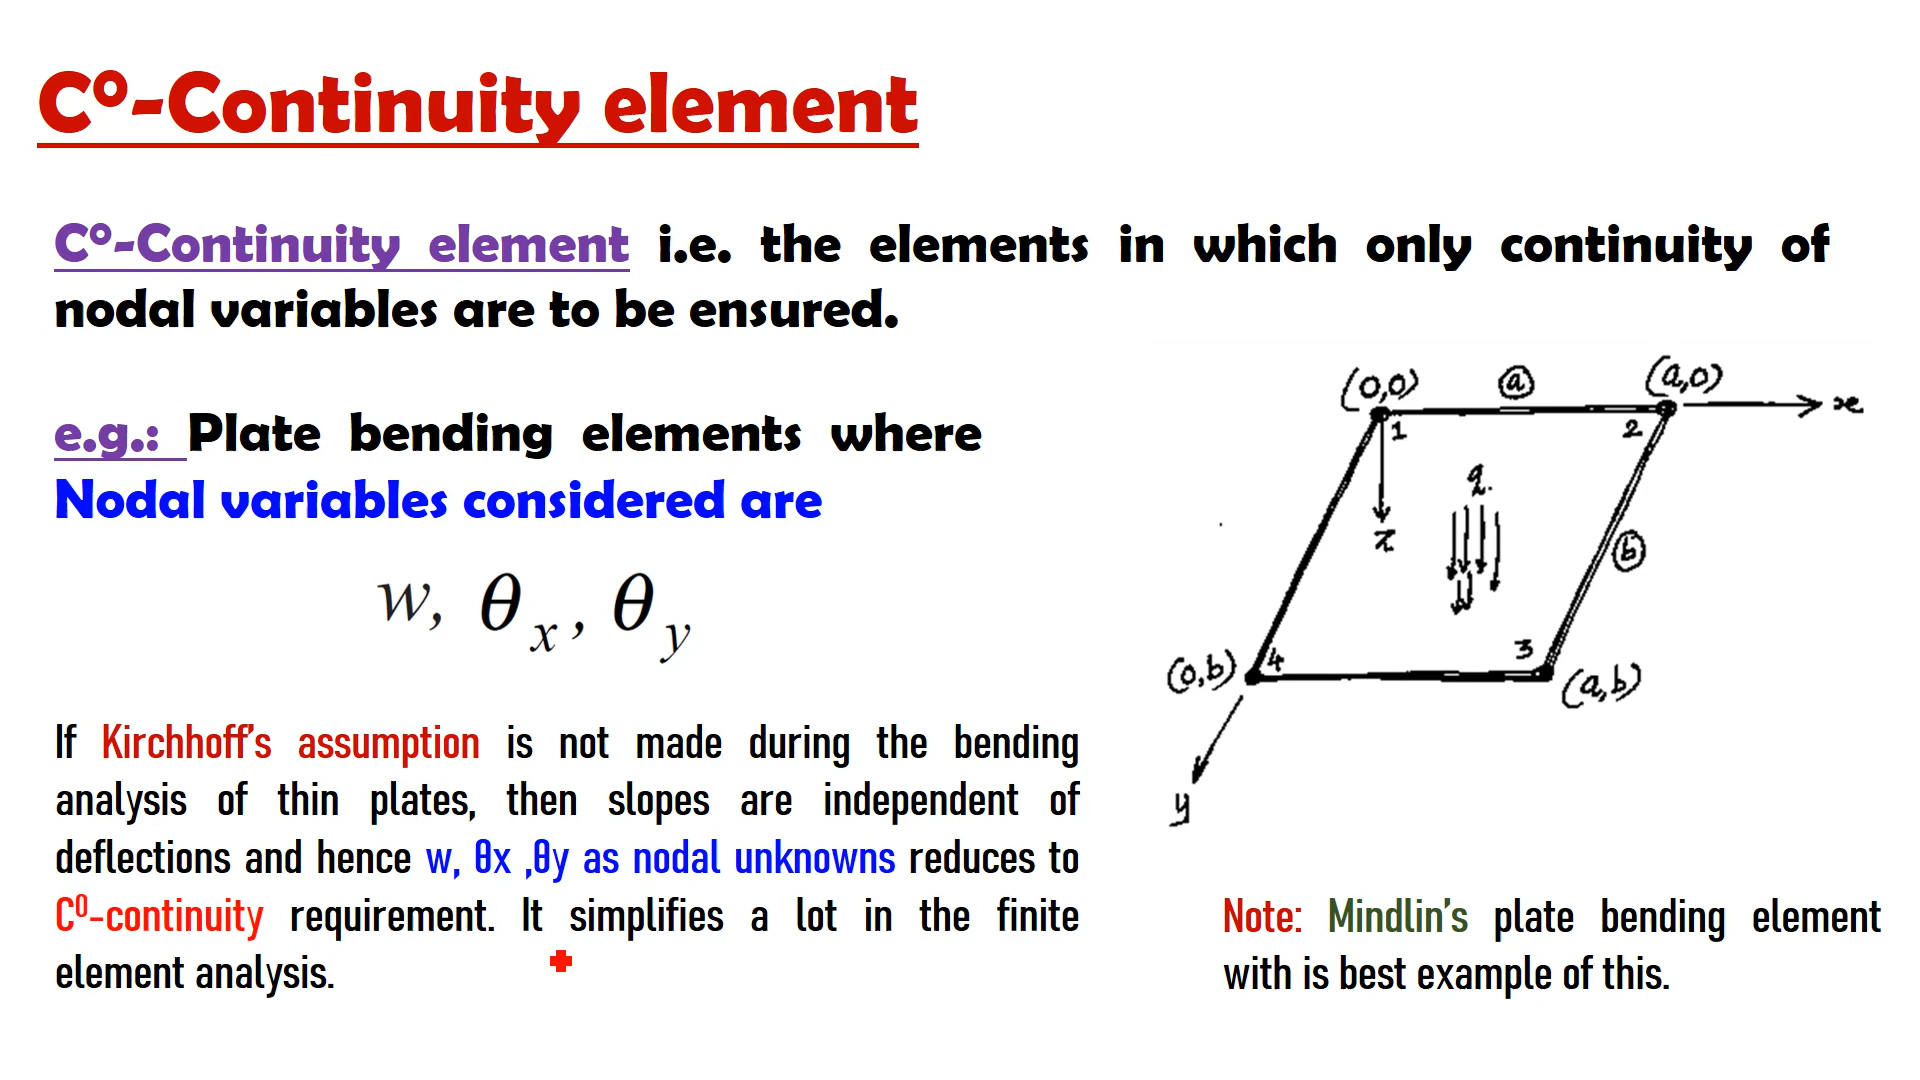 C⁰-Continuity element
C⁰-Continuity element i.e. the elements in which only continuity of
nodal variables are to be ensured.
e.g.: Plate bending elements where
Nodal variables considered are
w, θx, θy
If Kirchhoff's assumption is not made during the bending
analysis of thin plates, then slopes are independent of
deflections and hence w, θx ,θy as nodal unknowns reduces to
C⁰-continuity requirement. It simplifies a lot in the finite
element analysis.
(0,0) ⓐ (a,0)
x
1 2
q
z
ⓑ
3
(0,b) 4
(a,b)
y
Note: Mindlin's plate bending element
with is best example of this.